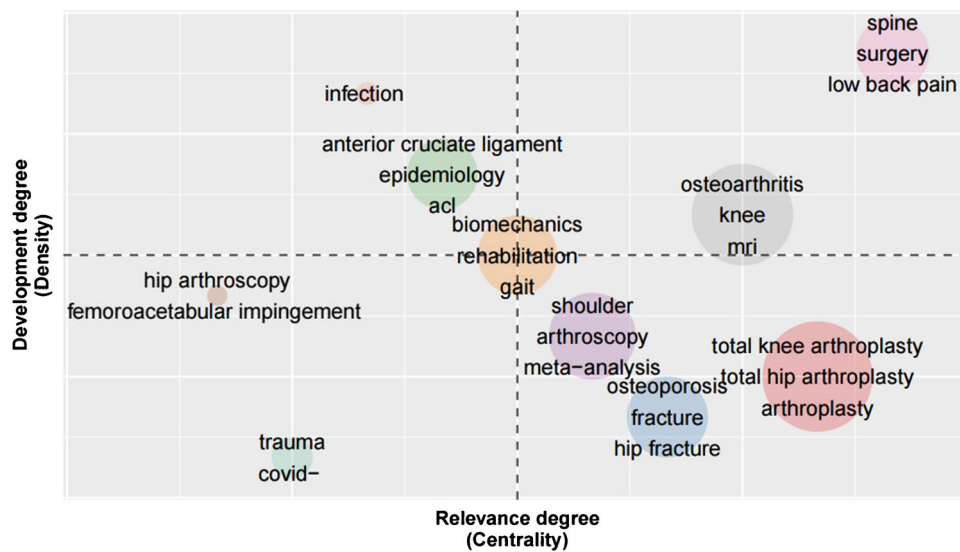 spine
surgery
low back pain
infection
anterior cruciate ligament
epidemiology
acl
osteoarthritis
knee
mri
biomechanics
rehabilitation
gait
hip arthroscopy
femoroacetabular impingement
shoulder
arthroscopy
meta−analysis
total knee arthroplasty
total hip arthroplasty
arthroplasty
osteoporosis
fracture
hip fracture
trauma
covid−
Development degree
(Density)
Relevance degree
(Centrality)